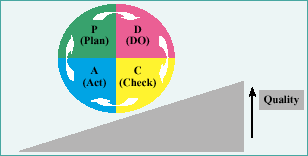 P
(Plan)
D
(DO)
A
(Act)
C
(Check)
Quality